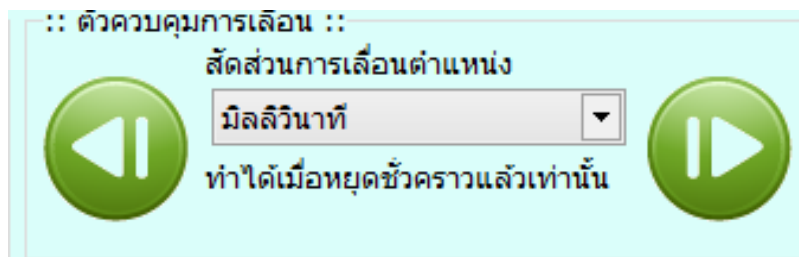 :: ตัวควบคุมการเลื่อน ::
สัดส่วนการเลื่อนตำแหน่ง
มิลลิวินาที
ทำได้เมื่อหยุดชั่วคราวแล้วเท่านั้น